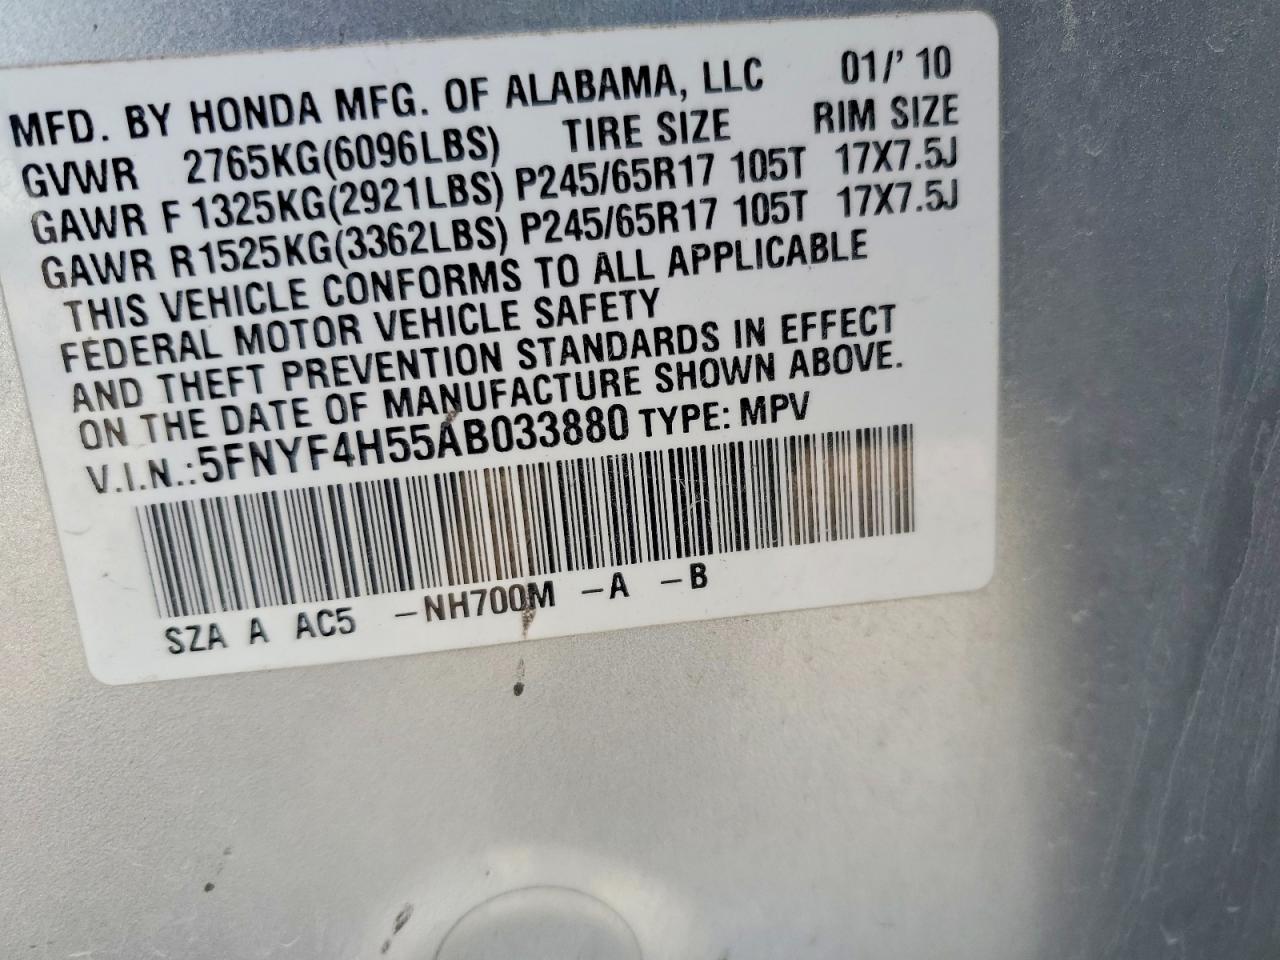 MFD. BY HONDA MFG. OF ALABAMA, LLC 01/' 10
GVWR 2765KG(6096LBS) TIRE SIZE RIM SIZE
GAWR F 1325KG(2921LBS) P245/65R17 105T 17X7.5J
GAWR R1525KG(3362LBS) P245/65R17 105T 17X7.5J
THIS VEHICLE CONFORMS TO ALL APPLICABLE
FEDERAL MOTOR VEHICLE SAFETY
AND THEFT PREVENTION STANDARDS IN EFFECT
ON THE DATE OF MANUFACTURE SHOWN ABOVE.
V.I.N.:5FNYF4H55AB033880 TYPE: MPV
SZA A AC5 -NH700M -A -B